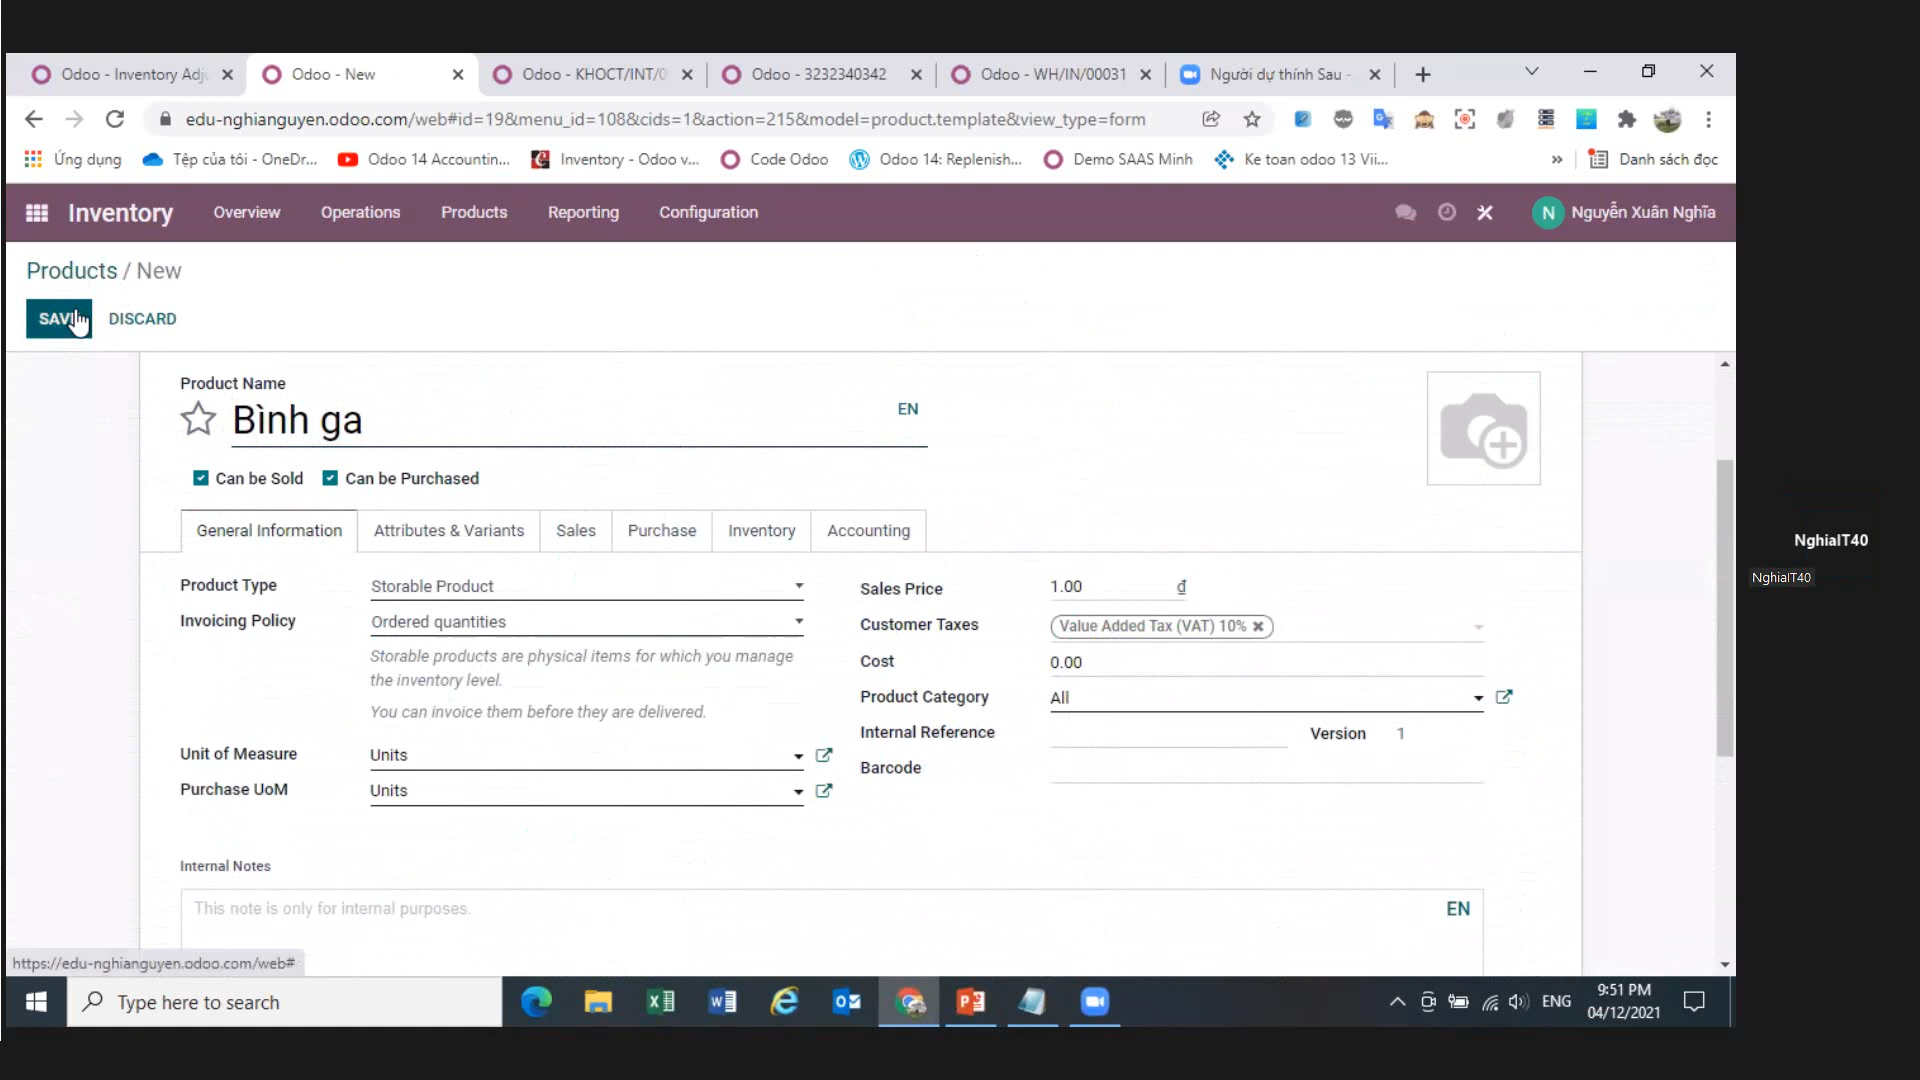 Odoo - Inventory Adj
Odoo - New
Odoo - KHOCT/INT/0
Odoo - 3232340342
Odoo - WH/IN/00031
Người dự thính Sau -
edu-nghianguyen.odoo.com/web#id=19&menu_id=108&cids=1&action=215&model=product.template&view_type=form
Ứng dụng
Tệp của tôi - OneDr...
Odoo 14 Accountin...
Inventory - Odoo v...
Code Odoo
Odoo 14: Replenish...
Demo SAAS Minh
Ke toan odoo 13 Vii...
»
Danh sách đọc
Inventory
Overview
Operations
Products
Reporting
Configuration
N
Nguyễn Xuân Nghĩa
Products / New
SAVE
DISCARD
Product Name
Bình ga
EN
Can be Sold
Can be Purchased
General Information
Attributes & Variants
Sales
Purchase
Inventory
Accounting
Product Type
Storable Product
Invoicing Policy
Ordered quantities
Storable products are physical items for which you manage
the inventory level.
You can invoice them before they are delivered.
Unit of Measure
Units
Purchase UoM
Units
Sales Price
1.00
₫
Customer Taxes
Value Added Tax (VAT) 10%
Cost
0.00
Product Category
All
Internal Reference
Version
1
Barcode
Internal Notes
This note is only for internal purposes.
EN
https://edu-nghianguyen.odoo.com/web#
Type here to search
ENG
9:51 PM
04/12/2021
NghiaIT40
NghiaIT40